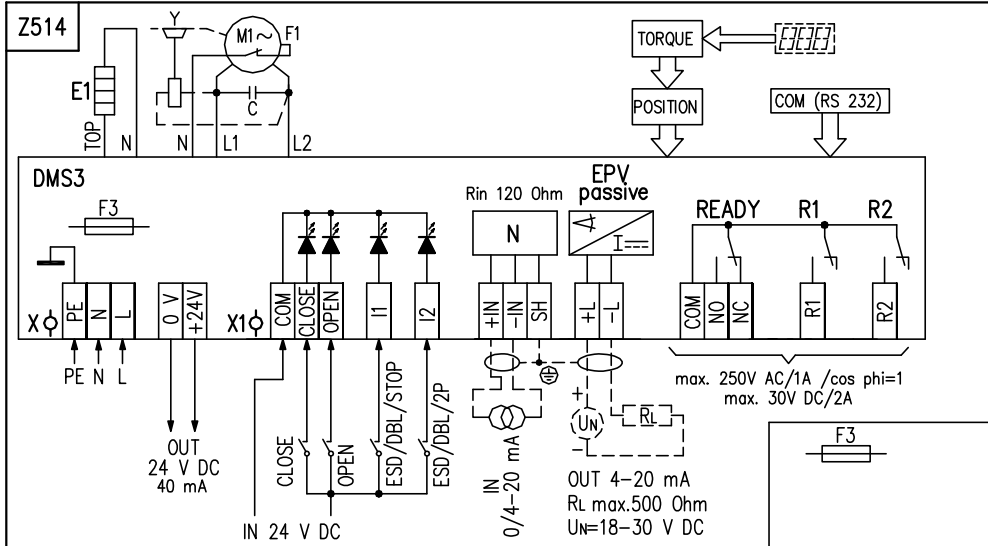 Z514
Y
M1 ~
F1
E1
C
TOP
N
N
L1
L2
TORQUE
POSITION
COM (RS 232)
DMS3
F3
Rin 120 Ohm
N
EPV
passive
I
READY
R1
R2
X
PE
N
L
0 V
+24V
X1
COM
CLOSE
OPEN
I1
I2
+IN
-IN
SH
+L
-L
COM
NO
NC
R1
R2
PE N L
OUT
24 V DC
40 mA
CLOSE
OPEN
ESD/DBL/STOP
ESD/DBL/2P
IN 24 V DC
IN
0/4-20 mA
+
UN
-
RL
OUT 4-20 mA
RL max.500 Ohm
UN=18-30 V DC
max. 250V AC/1A /cos phi=1
max. 30V DC/2A
F3